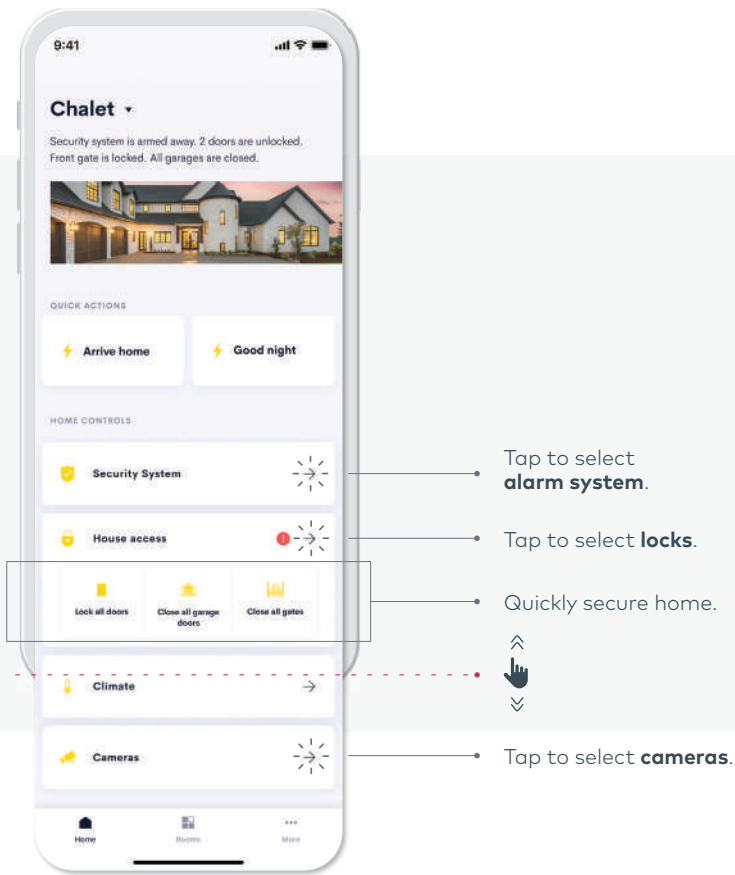 9:41
Chalet
Security system is armed away. 2 doors are unlocked.
Front gate is locked. All garages are closed.
QUICK ACTIONS
Arrive home
Good night
HOME CONTROLS
Security System
Tap to select
alarm system.
House access
!
Tap to select locks.
Lock all doors
Close all garage
doors
Close all gates
Quickly secure home.
Climate
Cameras
Tap to select cameras.
Home
Rooms
More